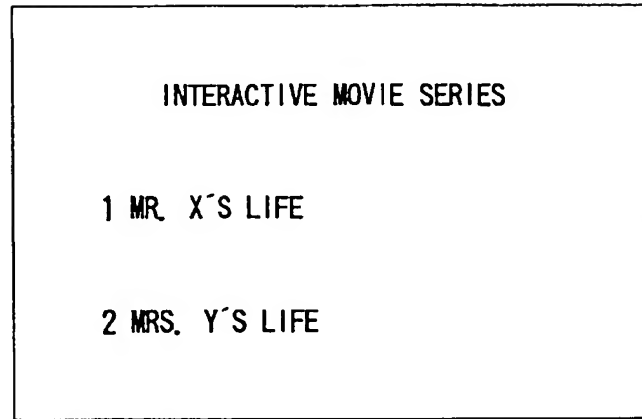 INTERACTIVE MOVIE SERIES
1 MR. X´S LIFE
2 MRS. Y´S LIFE